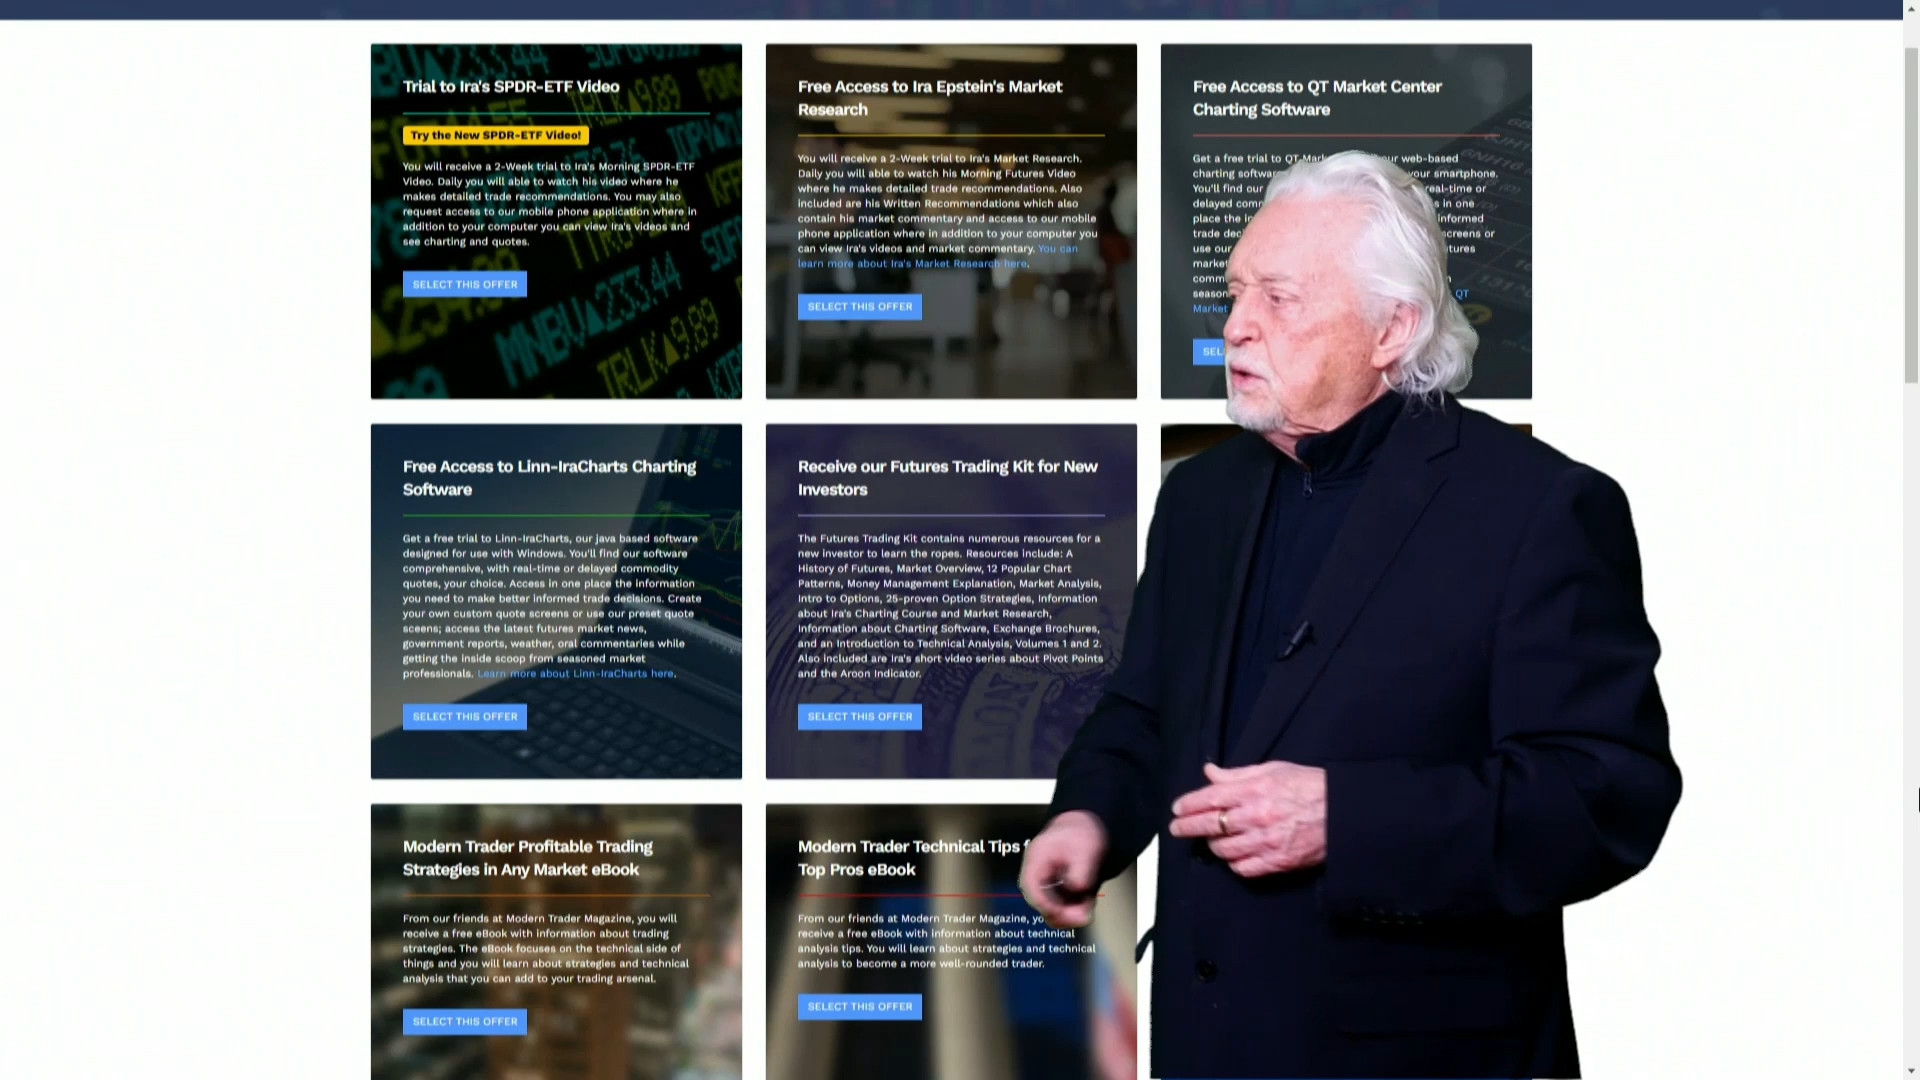 Trial to Ira's SPDR-ETF Video
Try the New SPDR-ETF Video!
You will receive a 2-Week trial to Ira's Morning SPDR-ETF
Video. Daily you will able to watch his video where he
makes detailed trade recommendations. You may also
request access to our mobile phone application where in
addition to your computer you can view Ira's videos and
see charting and quotes.
SELECT THIS OFFER
Free Access to Ira Epstein's Market
Research
You will receive a 2-Week trial to Ira's Market Research.
Daily you will able to watch his Morning Futures Video
where he makes detailed trade recommendations. Also
included are his Written Recommendations which also
contain his market commentary and access to our mobile
phone application where in addition to your computer you
can view Ira's videos and market commentary. You can
learn more about Ira's Market Research here.
SELECT THIS OFFER
Free Access to QT Market Center
Charting Software
Get a free trial to QT web-based
charting your smartphone.
You'll find our real-time or
delayed in one
place the informed
trade screens or
use our
market
QT
Market
Free Access to Linn-IraCharts Charting
Software
Get a free trial to Linn-IraCharts, our java based software
designed for use with Windows. You'll find our software
comprehensive, with real-time or delayed commodity
quotes, your choice. Access in one place the information
you need to make better informed trade decisions. Create
your own custom quote screens or use our preset quote
sceens; access the latest futures market news,
government reports, weather, oral commentaries while
getting the inside scoop from seasoned market
professionals. Learn more about Linn-IraCharts here.
SELECT THIS OFFER
Receive our Futures Trading Kit for New
Investors
The Futures Trading Kit contains numerous resources for a
new investor to learn the ropes. Resources include: A
History of Futures, Market Overview, 12 Popular Chart
Patterns, Money Management Explanation, Market Analysis,
Intro to Options, 25-proven Option Strategies, Information
about Ira's Charting Course and Market Research,
Information about Charting Software, Exchange Brochures,
and an Introduction to Technical Analysis, Volumes 1 and 2.
Also included are Ira's short video series about Pivot Points
and the Aroon Indicator.
SELECT THIS OFFER
Modern Trader Profitable Trading
Strategies in Any Market eBook
From our friends at Modern Trader Magazine, you will
receive a free eBook with information about trading
strategies. The eBook focuses on the technical side of
things and you will learn about strategies and technical
analysis that you can add to your trading arsenal.
SELECT THIS OFFER
Modern Trader Technical Tips
Top Pros eBook
From our friends at Modern Trader Magazine,
receive a free eBook with information about technical
analysis tips. You will learn about strategies and technical
analysis to become a more well-rounded trader.
SELECT THIS OFFER